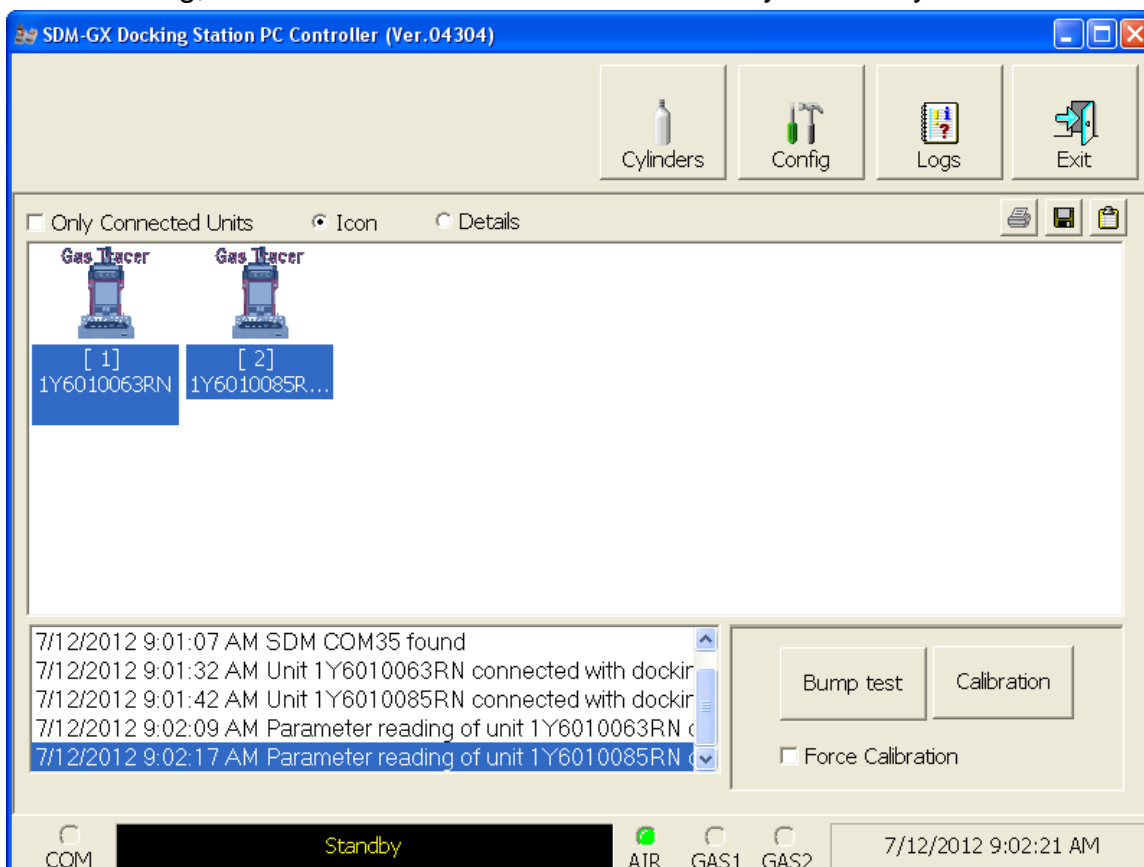 SDM-GX Docking Station PC Controller (Ver.04304)
Cylinders
Config
Logs
Exit
Only Connected Units
Icon
Details
Gas Tracer
Gas Tracer
[ 1]
1Y6010063RN
[ 2]
1Y6010085R...
7/12/2012 9:01:07 AM SDM COM35 found
7/12/2012 9:01:32 AM Unit 1Y6010063RN connected with dockin
7/12/2012 9:01:42 AM Unit 1Y6010085RN connected with dockin
7/12/2012 9:02:09 AM Parameter reading of unit 1Y6010063RN
7/12/2012 9:02:17 AM Parameter reading of unit 1Y6010085RN
Bump test
Calibration
Force Calibration
COM
Standby
AIR
GAS1
GAS2
7/12/2012 9:02:21 AM